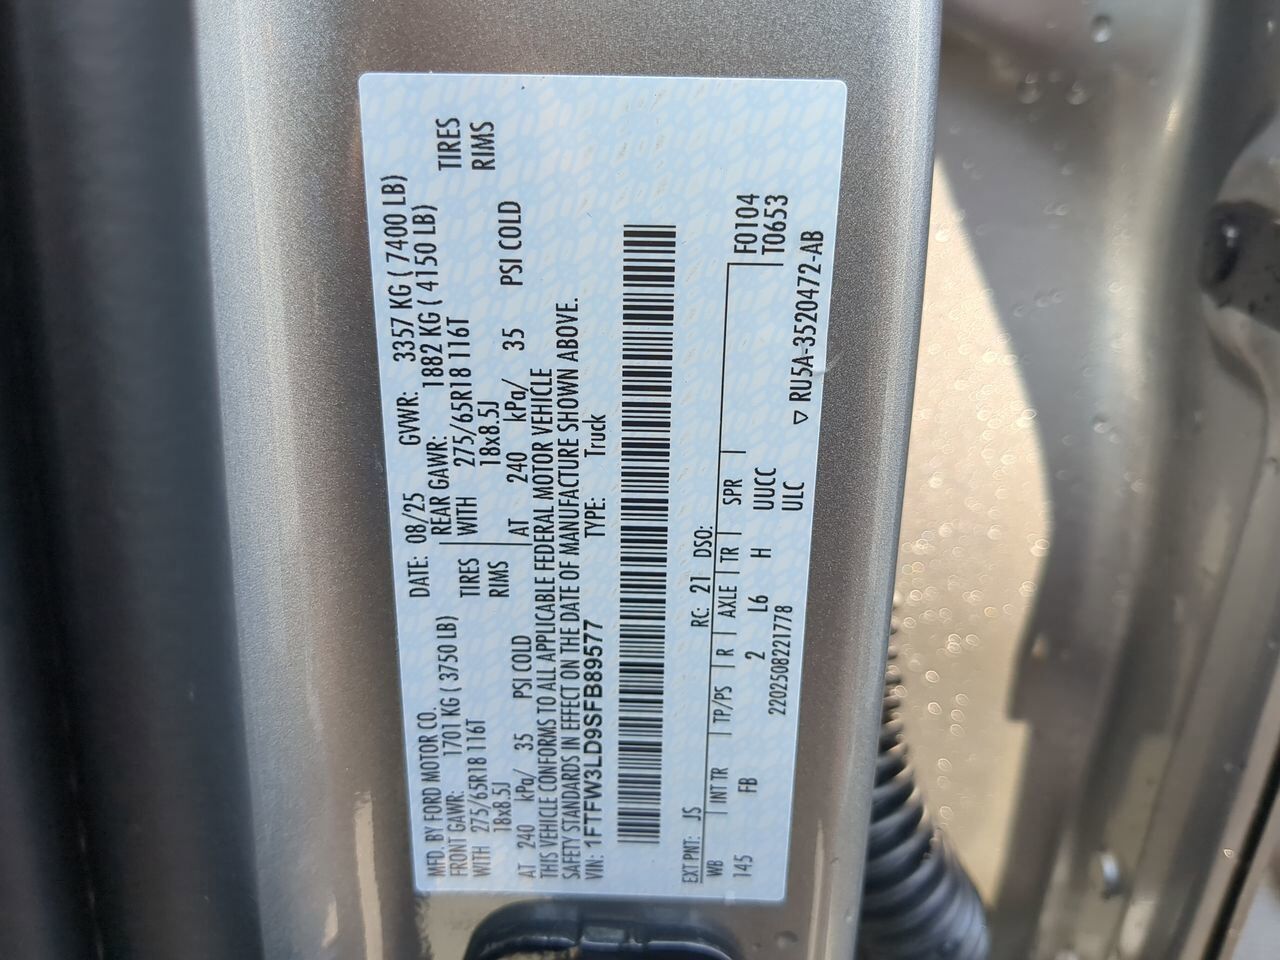 MFD. BY FORD MOTOR CO. DATE: 08/25 GVWR: 3357 KG ( 7400 LB)
FRONT GAWR: 1701 KG ( 3750 LB) REAR GAWR: 1882 KG ( 4150 LB)
WITH 275/65R18 116T TIRES WITH 275/65R18 116T TIRES
18x8.5J RIMS 18x8.5J RIMS
AT 240 kPa/ 35 PSI COLD AT 240 kPa/ 35 PSI COLD
THIS VEHICLE CONFORMS TO ALL APPLICABLE FEDERAL MOTOR VEHICLE
SAFETY STANDARDS IN EFFECT ON THE DATE OF MANUFACTURE SHOWN ABOVE.
VIN: 1FTFW3LD9SFB89577 TYPE: Truck
EXT PNT: JS RC: 21 DSO:
WB INT TR TP/PS R AXLE TR SPR F0104
145 FB 2 L6 H UUCC T0653
2202508221778 ULC ▽ RU5A-3520472-AB